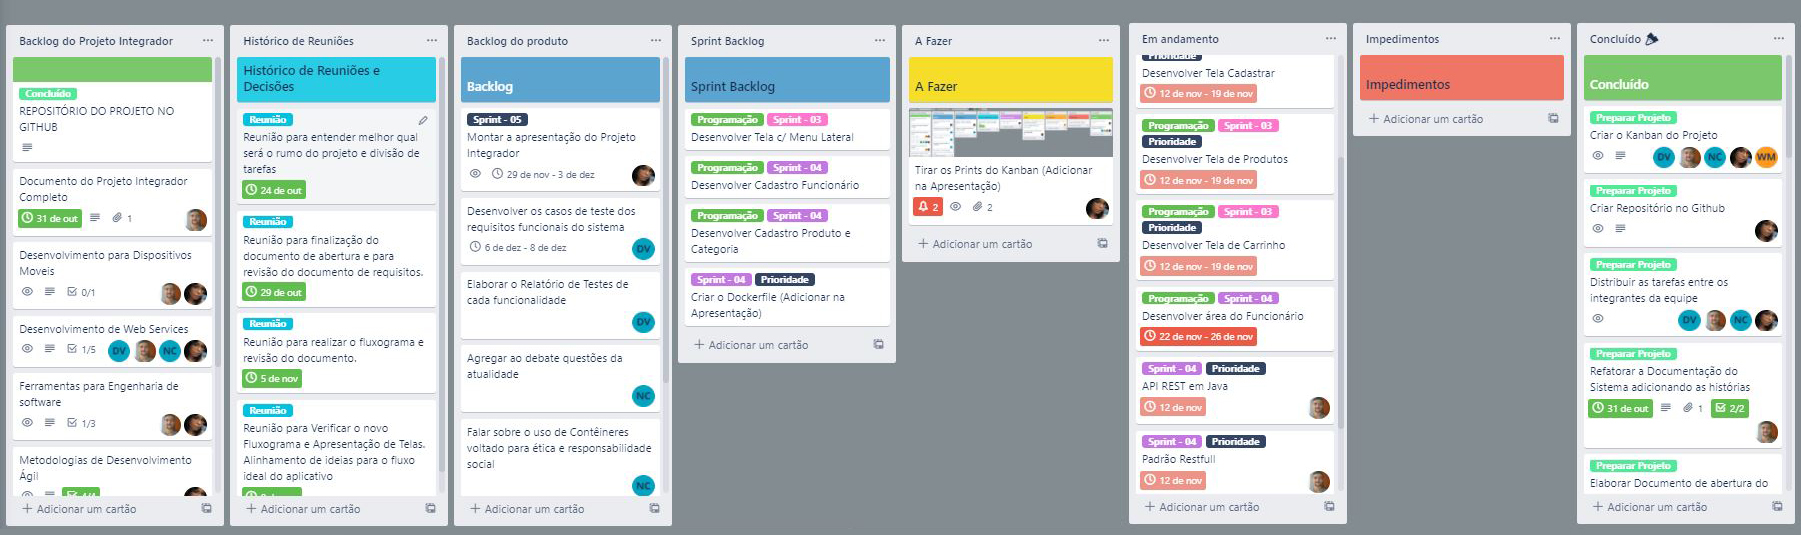 Backlog do Projeto Integrador
Concluído
REPOSITÓRIO DO PROJETO NO
GITHUB
Documento do Projeto Integrador
Completo
31 de out
1
Desenvolvimento para Dispositivos
Moveis
0/1
Desenvolvimento de Web Services
1/5
DV
NC
Ferramentas para Engenharia de
software
1/3
Metodologias de Desenvolvimento
Ágil
4/4
+ Adicionar um cartão
Histórico de Reuniões
Histórico de Reuniões e
Decisões
Reunião
Reunião para entender melhor qual
será o rumo do projeto e divisão de
tarefas
24 de out
Reunião
Reunião para finalização do
documento de abertura e para
revisão do documento de requisitos.
29 de out
Reunião
Reunião para realizar o fluxograma e
revisão do documento.
5 de nov
Reunião
Reunião para Verificar o novo
Fluxograma e Apresentação de Telas.
Alinhamento de ideias para o fluxo
ideal do aplicativo
+ Adicionar um cartão
Backlog do produto
Backlog
Sprint - 05
Montar a apresentação do Projeto
Integrador
29 de nov - 3 de dez
Desenvolver os casos de teste dos
requisitos funcionais do sistema
6 de dez - 8 de dez
DV
Elaborar o Relatório de Testes de
cada funcionalidade
DV
Agregar ao debate questões da
atualidade
NC
Falar sobre o uso de Contêineres
voltado para ética e responsabilidade
social
NC
+ Adicionar um cartão
Sprint Backlog
Sprint Backlog
Programação Sprint - 03
Desenvolver Tela c/ Menu Lateral
Programação Sprint - 04
Desenvolver Cadastro Funcionário
Programação Sprint - 04
Desenvolver Cadastro Produto e
Categoria
Sprint - 04 Prioridade
Criar o Dockerfile (Adicionar na
Apresentação)
+ Adicionar um cartão
A Fazer
A Fazer
Tirar os Prints do Kanban (Adicionar
na Apresentação)
2
2
+ Adicionar um cartão
Em andamento
Prioridade
Desenvolver Tela Cadastrar
12 de nov - 19 de nov
Programação Sprint - 03
Prioridade
Desenvolver Tela de Produtos
12 de nov - 19 de nov
Programação Sprint - 03
Prioridade
Desenvolver Tela de Carrinho
12 de nov - 19 de nov
Programação Sprint - 04
Desenvolver área do Funcionário
22 de nov - 26 de nov
Sprint - 04 Prioridade
API REST em Java
12 de nov
Sprint - 04 Prioridade
Padrão Restfull
12 de nov
+ Adicionar um cartão
Impedimentos
Impedimentos
+ Adicionar um cartão
Concluído
Concluído
Preparar Projeto
Criar o Kanban do Projeto
DV
NC
WM
Preparar Projeto
Criar Repositório no Github
Preparar Projeto
Distribuir as tarefas entre os
integrantes da equipe
DV
NC
Preparar Projeto
Refatorar a Documentação do
Sistema adicionando as histórias
31 de out
1
2/2
Preparar Projeto
Elaborar Documento de abertura do
+ Adicionar um cartão